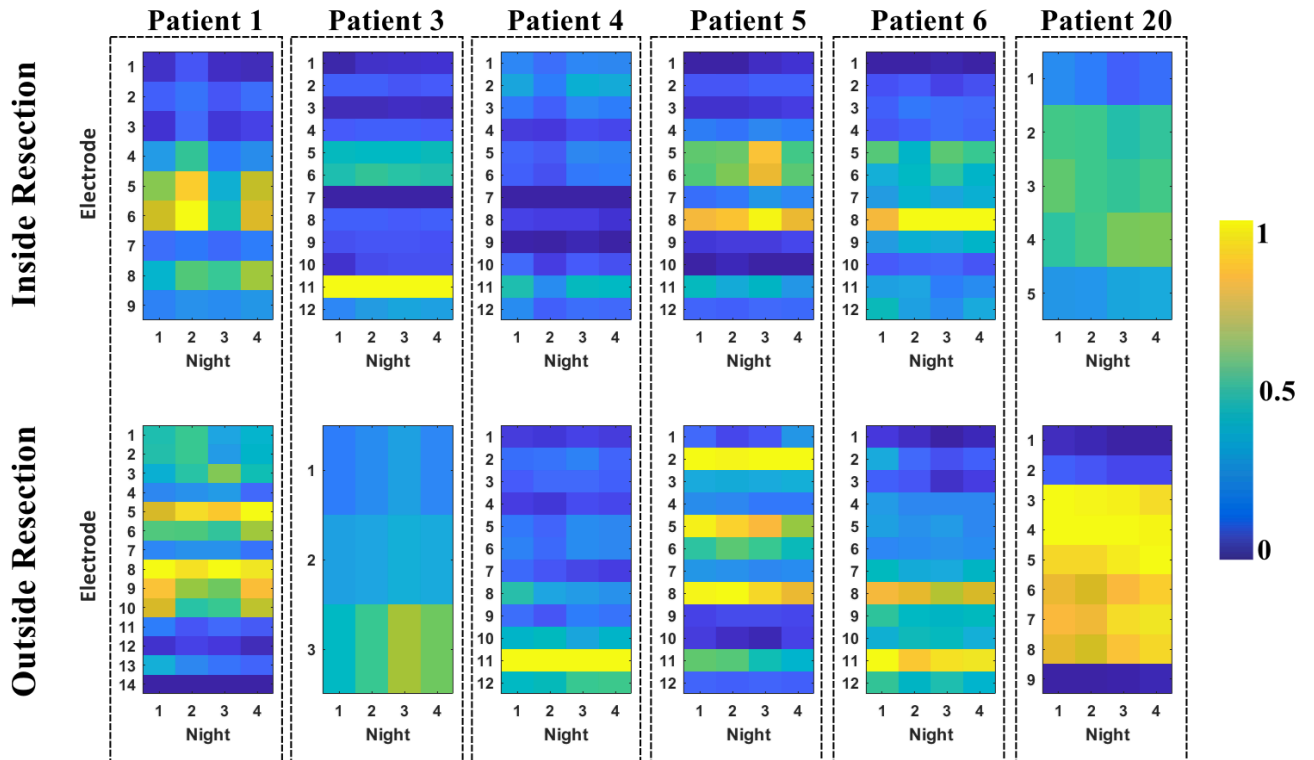 Patient 1 Patient 3 Patient 4 Patient 5 Patient 6 Patient 20
Inside Resection
Electrode
1 2 3 4 5 6 7 8 9
1 2 3 4
Night
1 2 3 4 5 6 7 8 9 10 11 12
1 2 3 4
Night
1 2 3 4 5 6 7 8 9 10 11 12
1 2 3 4
Night
1 2 3 4 5 6 7 8 9 10 11 12
1 2 3 4
Night
1 2 3 4 5 6 7 8 9 10 11 12
1 2 3 4
Night
1 2 3 4 5
1 2 3 4
Night
Outside Resection
Electrode
1 2 3 4 5 6 7 8 9 10 11 12 13 14
1 2 3 4
Night
1 2 3
1 2 3 4
Night
1 2 3 4 5 6 7 8 9 10 11 12
1 2 3 4
Night
1 2 3 4 5 6 7 8 9 10 11 12
1 2 3 4
Night
1 2 3 4 5 6 7 8 9 10 11 12
1 2 3 4
Night
1 2 3 4 5 6 7 8 9
1 2 3 4
Night
1
0.5
0